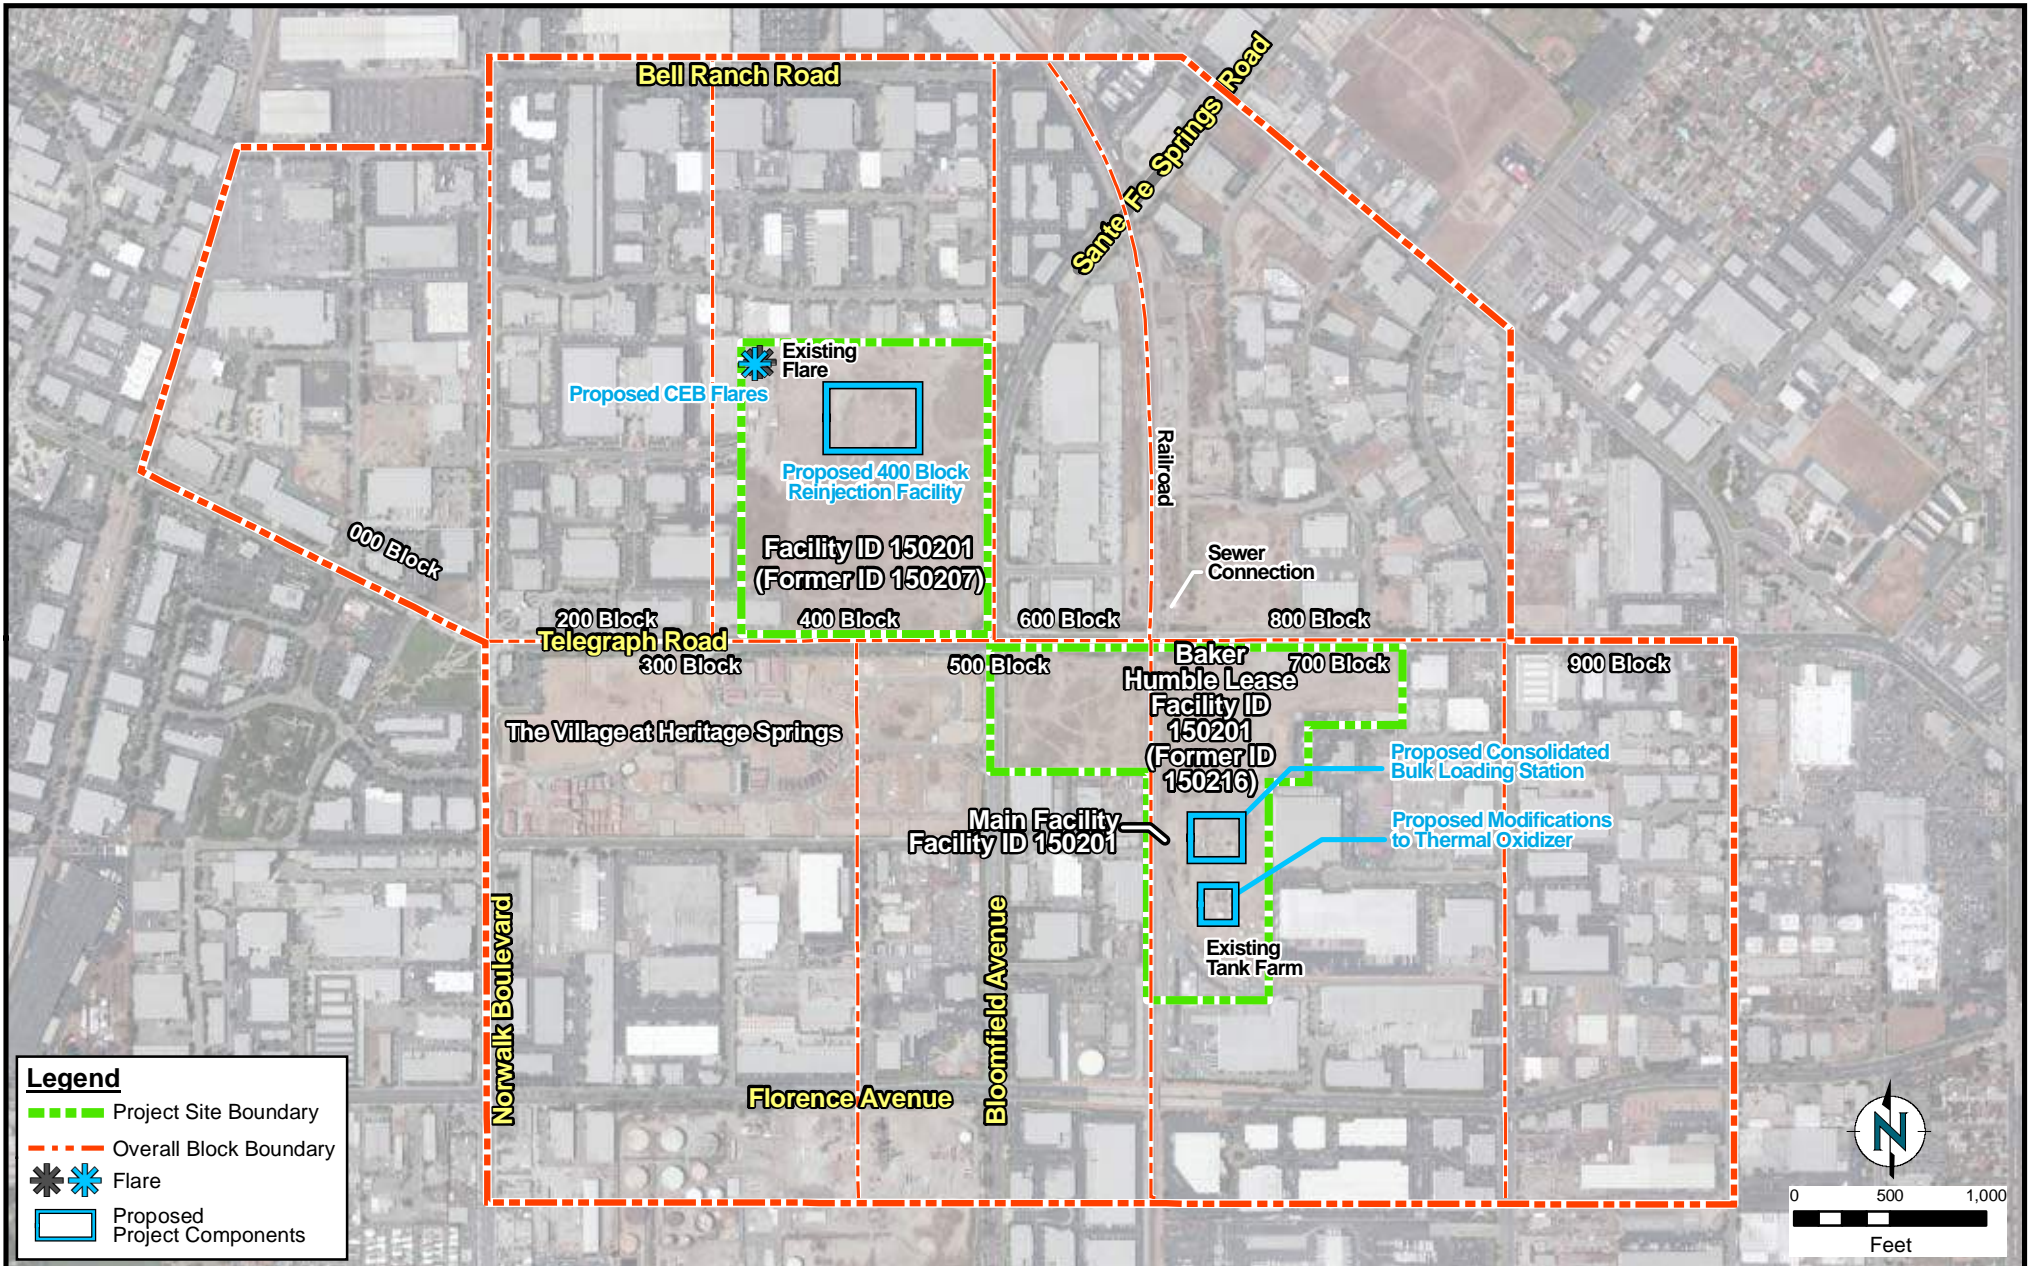 Bell Ranch Road
Sante Fe Springs Road
Existing
Flare
Proposed CEB Flares
Proposed 400 Block
Reinjection Facility
Railroad
000 Block
Facility ID 150201
(Former ID 150207)
Sewer
Connection
200 Block
400 Block
600 Block
800 Block
Telegraph Road
300 Block
500 Block
Baker
Humble Lease
Facility ID
150201
(Former ID
150216)
700 Block
900 Block
The Village at Heritage Springs
Proposed Consolidated
Bulk Loading Station
Main Facility
Facility ID 150201
Proposed Modifications
to Thermal Oxidizer
Existing
Tank Farm
Norwalk Boulevard
Bloomfield Avenue
Florence Avenue
Legend
Project Site Boundary
Overall Block Boundary
Flare
Proposed
Project Components
N
0 500 1,000
Feet